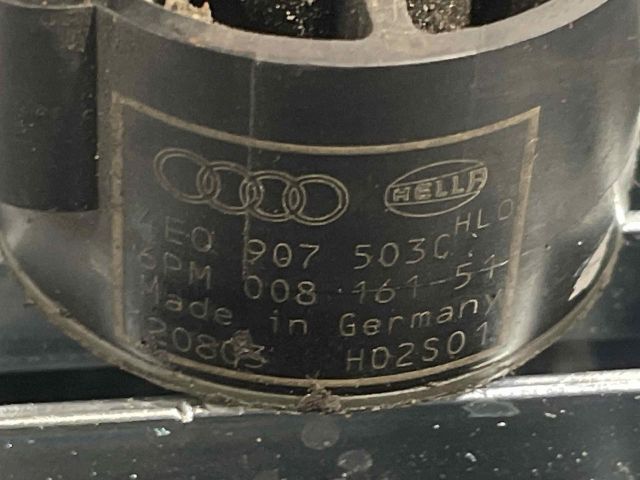 HELLA
4E0 907 503C HLO
6PM 008 161-51
Made in Germany
20803 H02S01